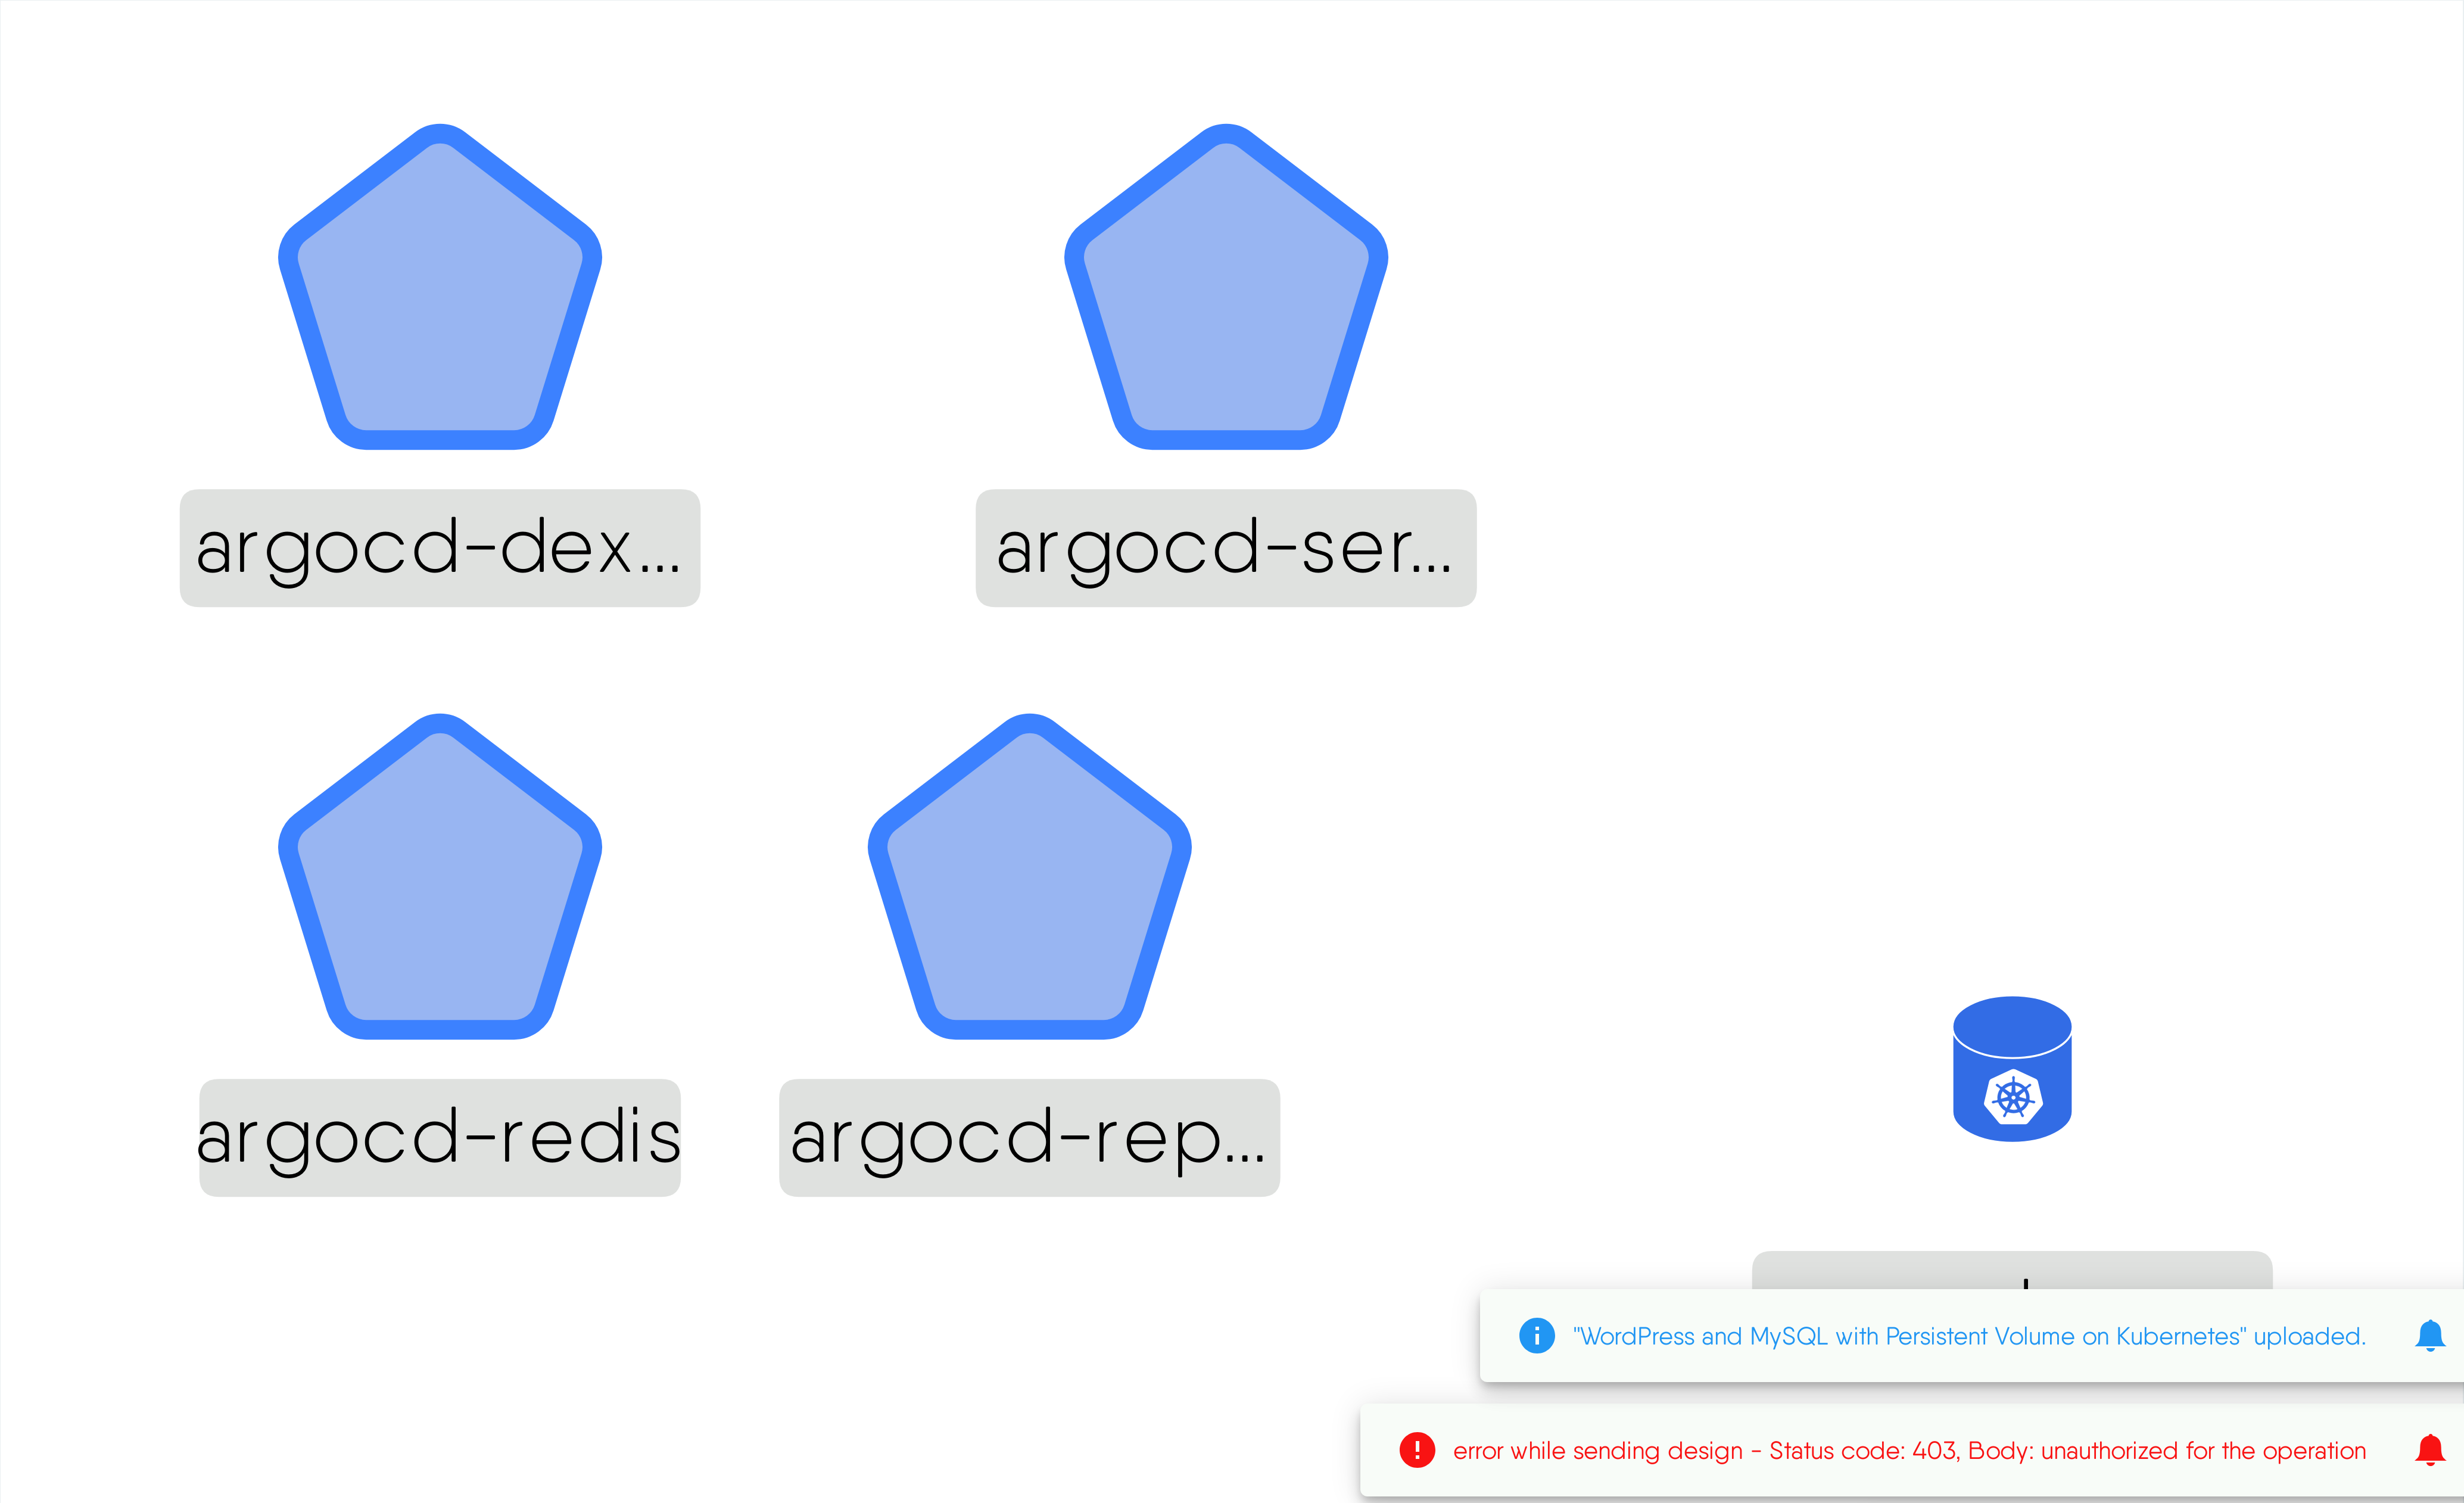 argocd-dex...
argocd-ser...
argocd-redis
argocd-rep...
"WordPress and MySQL with Persistent Volume on Kubernetes" uploaded.
error while sending design - Status code: 403, Body: unauthorized for the operation